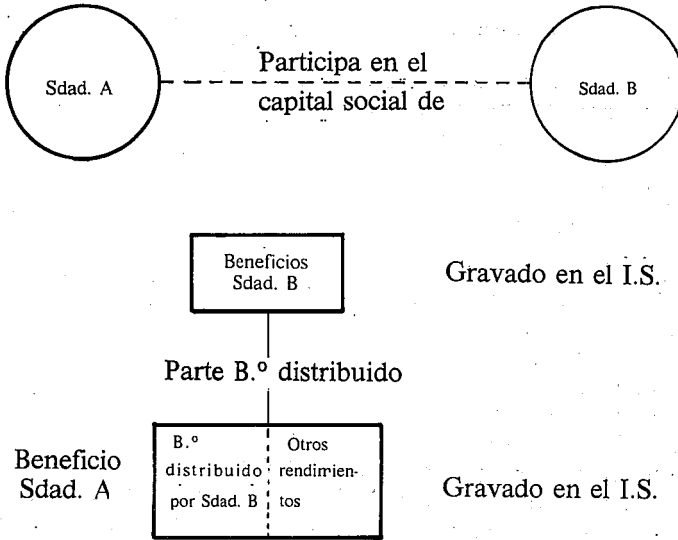 Sdad. A
Participa en el
capital social de
Sdad. B
Beneficios
Sdad. B
Gravado en el I.S.
Parte B.º distribuido
Beneficio
Sdad. A
B.º
distribuido
por Sdad. B
Otros
rendimien-
tos
Gravado en el I.S.